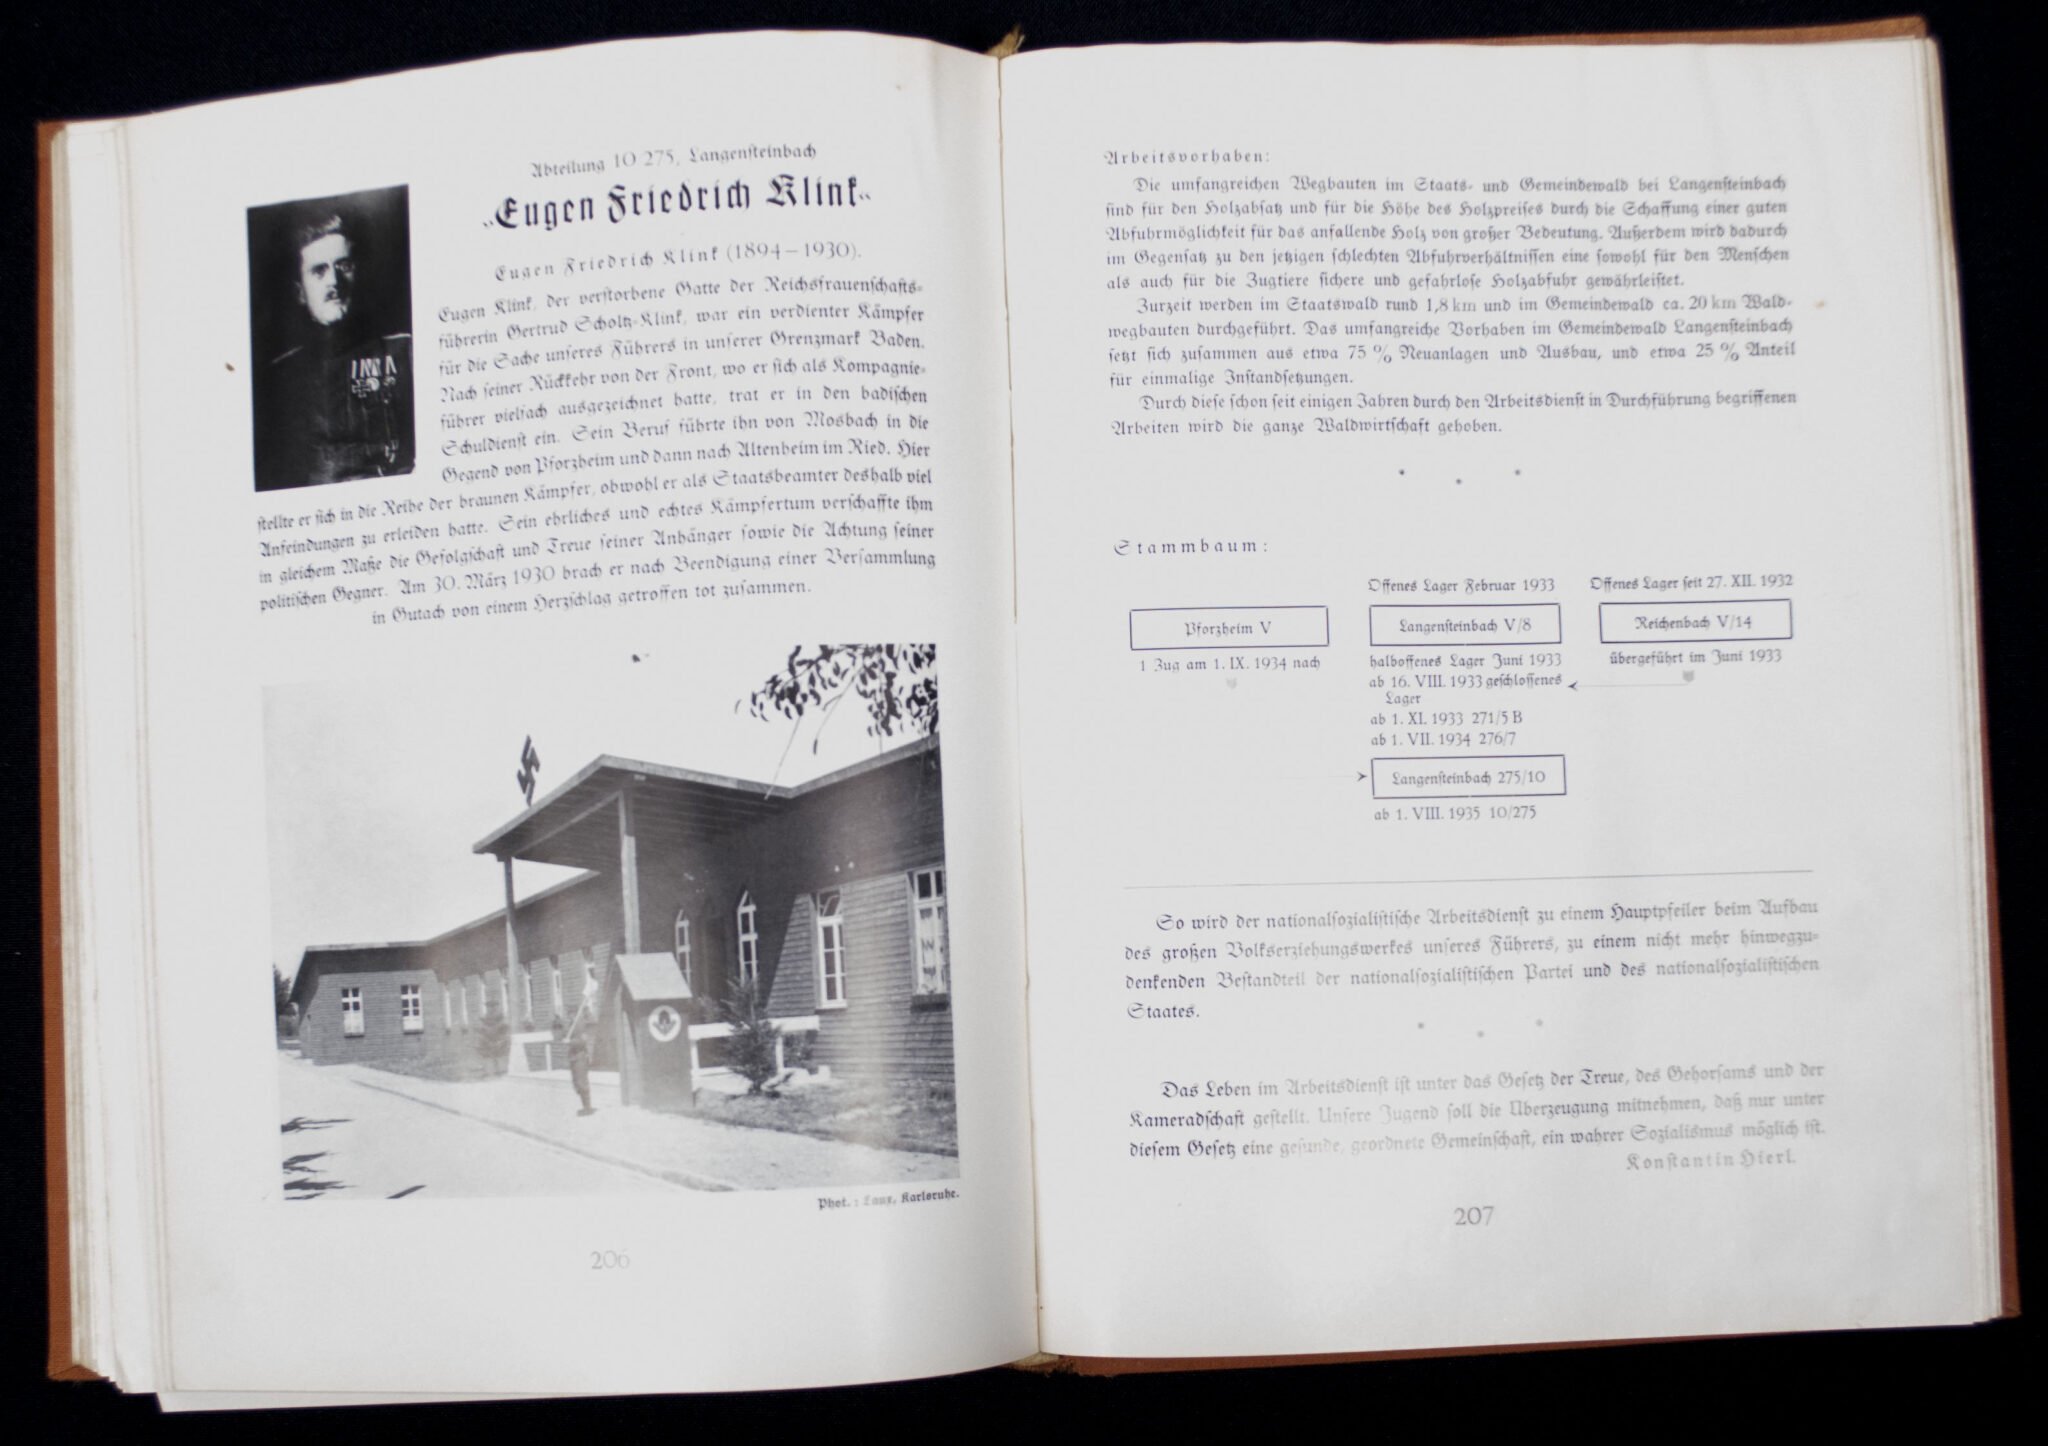 Abteilung 10/275, Langensteinbach
„Eugen Friedrich Klink“
Eugen Friedrich Klink (1894–1930).
Eugen Klink, der verstorbene Gatte der Reichsfrauenschafts-
führerin Gertrud Scholtz-Klink, war ein verdienter Kämpfer
für die Sache unseres Führers in unserer Grenzmark Baden.
Nach seiner Rückkehr von der Front, wo er sich als Kompagnie-
führer vielfach ausgezeichnet hatte, trat er in den badischen
Schuldienst ein. Sein Beruf führte ihn von Mosbach in die
Gegend von Pforzheim und dann nach Altenheim im Ried. Hier
stellte er sich in die Reihe der braunen Kämpfer, obwohl er als Staatsbeamter deshalb viel
Anfeindungen zu erleiden hatte. Sein ehrliches und echtes Kämpfertum verschaffte ihm
in gleichem Maße die Gefolgschaft und Treue seiner Anhänger sowie die Achtung seiner
politischen Gegner. Am 30. März 1930 brach er nach Beendigung einer Versammlung
in Gutach von einem Herzschlag getroffen tot zusammen.
Phot.: Lanz, Karlsruhe.
206
Arbeitsvorhaben:
Die umfangreichen Wegbauten im Staats- und Gemeindewald bei Langensteinbach
sind für den Holzabsatz und für die Höhe des Holzpreises durch die Schaffung einer guten
Abfuhrmöglichkeit für das anfallende Holz von großer Bedeutung. Außerdem wird dadurch
im Gegensatz zu den jetzigen schlechten Abfuhrverhältnissen eine sowohl für den Menschen
als auch für die Zugtiere sichere und gefahrlose Holzabfuhr gewährleistet.
Zurzeit werden im Staatswald rund 1,8 km und im Gemeindewald ca. 20 km Wald-
wegbauten durchgeführt. Das umfangreiche Vorhaben im Gemeindewald Langensteinbach
setzt sich zusammen aus etwa 75 % Neuanlagen und Ausbau, und etwa 25 % Anteil
für einmalige Instandsetzungen.
Durch diese schon seit einigen Jahren durch den Arbeitsdienst in Durchführung begriffenen
Arbeiten wird die ganze Waldwirtschaft gehoben.
Stammbaum:
Offenes Lager Februar 1933
Offenes Lager seit 27. XII. 1932
Pforzheim V
Langensteinbach V/8
Reichenbach V/14
1 Zug am 1. IX. 1934 nach
halboffenes Lager Juni 1933
übergeführt im Juni 1933
ab 16. VIII. 1933 geschlossenes
Lager
ab 1. XI. 1933 271/5 B
ab 1. VII. 1934 276/7
Langensteinbach 275/10
ab 1. VIII. 1935 10/275
So wird der nationalsozialistische Arbeitsdienst zu einem Hauptpfeiler beim Aufbau
des großen Volkserziehungswerkes unseres Führers, zu einem nicht mehr hinwegzu-
denkenden Bestandteil der nationalsozialistischen Partei und des nationalsozialistischen
Staates.
Das Leben im Arbeitsdienst ist unter das Gesetz der Treue, des Gehorsams und der
Kameradschaft gestellt. Unsere Jugend soll die Überzeugung mitnehmen, daß nur unter
diesem Gesetz eine gesunde, geordnete Gemeinschaft, ein wahrer Sozialismus möglich ist.
Konstantin Hierl.
207